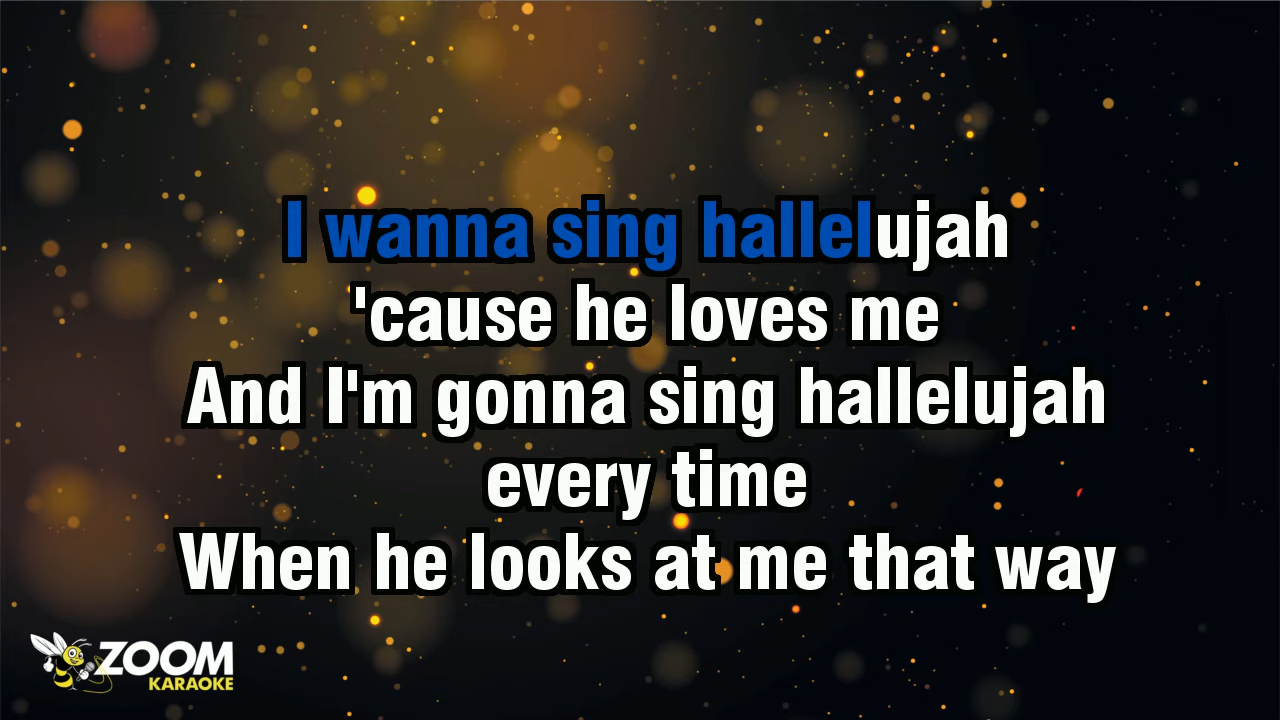 I wanna sing hallelujah
'cause he loves me
And I'm gonna sing hallelujah
every time
When he looks at me that way
ZOOM
KARAOKE